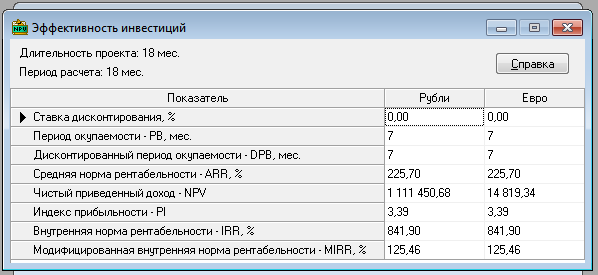 NPV Эффективность инвестиций
Длительность проекта: 18 мес.
Период расчета: 18 мес.
Справка
Показатель Рубли Евро
Ставка дисконтирования, % 0,00 0,00
Период окупаемости - PB, мес. 7 7
Дисконтированный период окупаемости - DPB, мес. 7 7
Средняя норма рентабельности - ARR, % 225,70 225,70
Чистый приведенный доход - NPV 1 111 450,68 14 819,34
Индекс прибыльности - PI 3,39 3,39
Внутренняя норма рентабельности - IRR, % 841,90 841,90
Модифицированная внутренняя норма рентабельности - MIRR, % 125,46 125,46